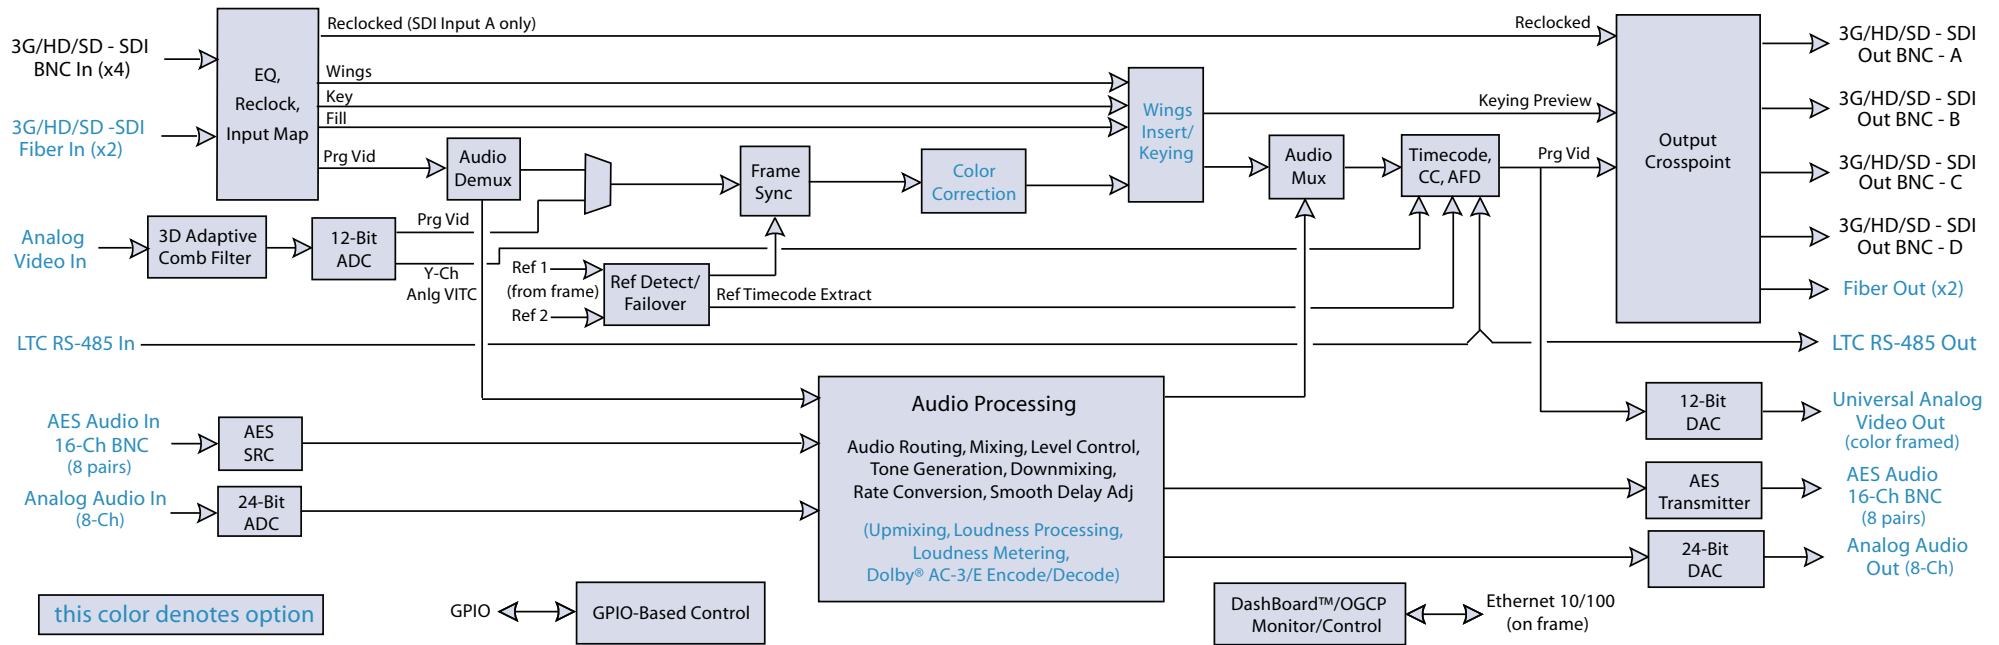 3G/HD/SD - SDI
BNC In (x4)
3G/HD/SD -SDI
Fiber In (x2)
EQ,
Reclock,
Input Map
Reclocked (SDI Input A only)
Wings
Key
Fill
Prg Vid
Audio
Demux
Frame
Sync
Color
Correction
Wings
Insert/
Keying
Reclocked
Keying Preview
Audio
Mux
Timecode,
CC, AFD
Prg Vid
Output
Crosspoint
3G/HD/SD - SDI
Out BNC - A
3G/HD/SD - SDI
Out BNC - B
3G/HD/SD - SDI
Out BNC - C
3G/HD/SD - SDI
Out BNC - D
Fiber Out (x2)
Analog
Video In
3D Adaptive
Comb Filter
12-Bit
ADC
Prg Vid
Y-Ch
Anlg VITC
Ref 1
(from frame)
Ref 2
Ref Detect/
Failover
Ref Timecode Extract
LTC RS-485 In
LTC RS-485 Out
AES Audio In
16-Ch BNC
(8 pairs)
AES
SRC
Analog Audio In
(8-Ch)
24-Bit
ADC
Audio Processing
Audio Routing, Mixing, Level Control,
Tone Generation, Downmixing,
Rate Conversion, Smooth Delay Adj
(Upmixing, Loudness Processing,
Loudness Metering,
Dolby® AC-3/E Encode/Decode)
12-Bit
DAC
Universal Analog
Video Out
(color framed)
AES
Transmitter
AES Audio
16-Ch BNC
(8 pairs)
24-Bit
DAC
Analog Audio
Out (8-Ch)
this color denotes option
GPIO
GPIO-Based Control
DashBoard™/OGCP
Monitor/Control
Ethernet 10/100
(on frame)